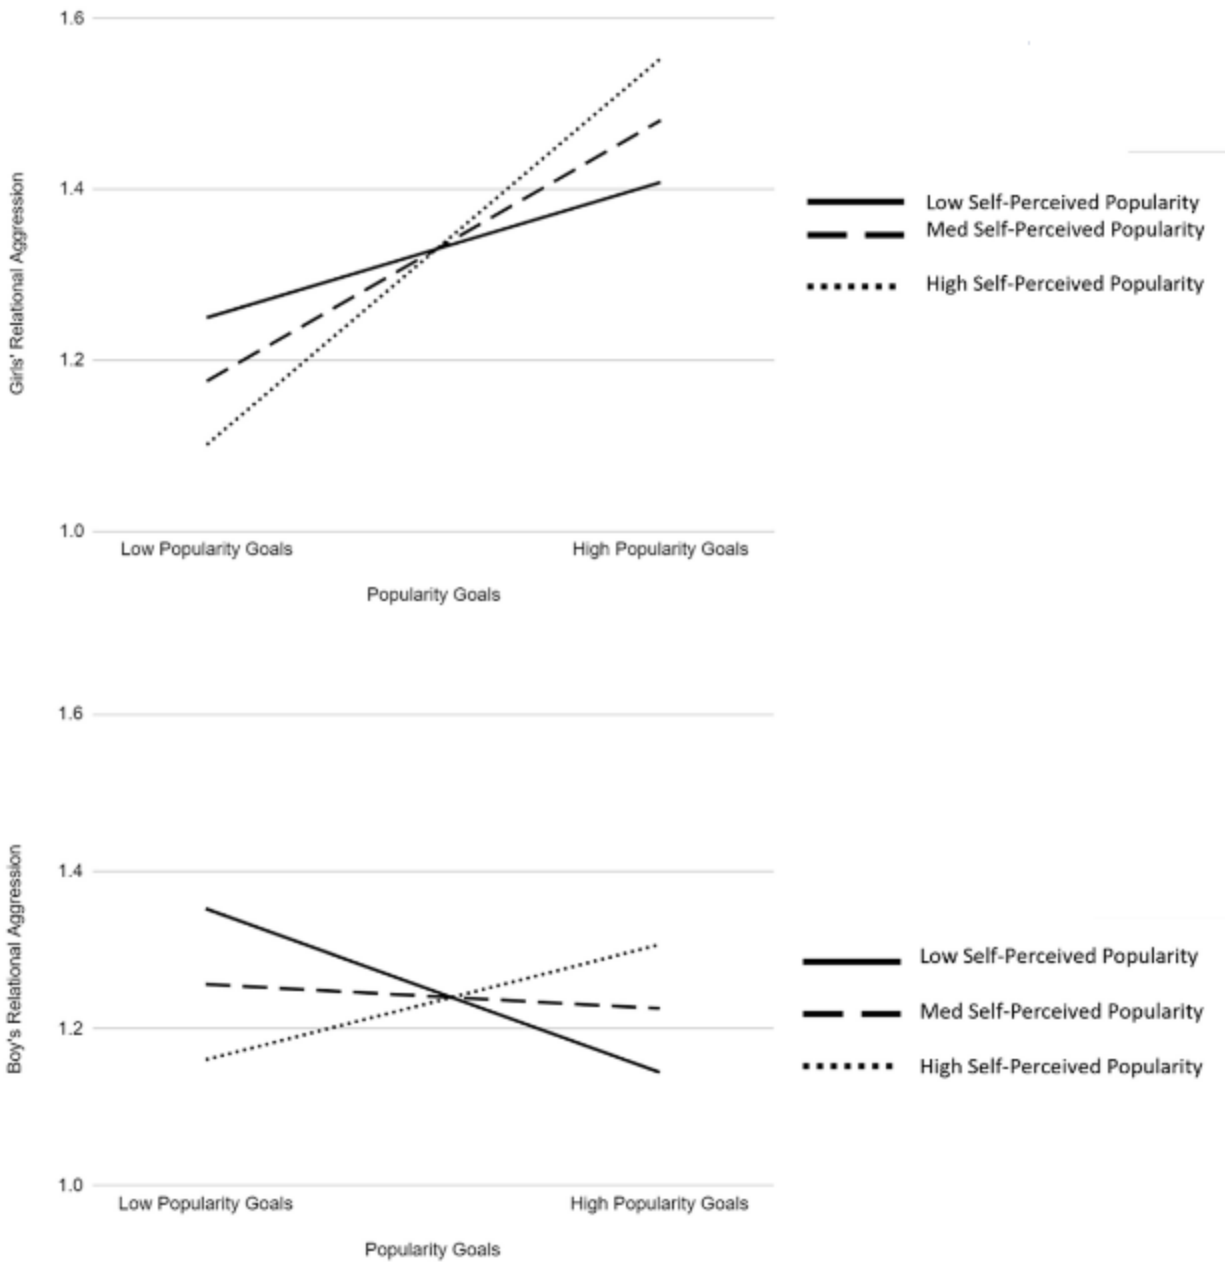 1.6
1.4
1.2
1.0
Girls' Relational Aggression
Low Popularity Goals
High Popularity Goals
Popularity Goals
Low Self-Perceived Popularity
Med Self-Perceived Popularity
High Self-Perceived Popularity
1.6
1.4
1.2
1.0
Boy's Relational Aggression
Low Popularity Goals
High Popularity Goals
Popularity Goals
Low Self-Perceived Popularity
Med Self-Perceived Popularity
High Self-Perceived Popularity